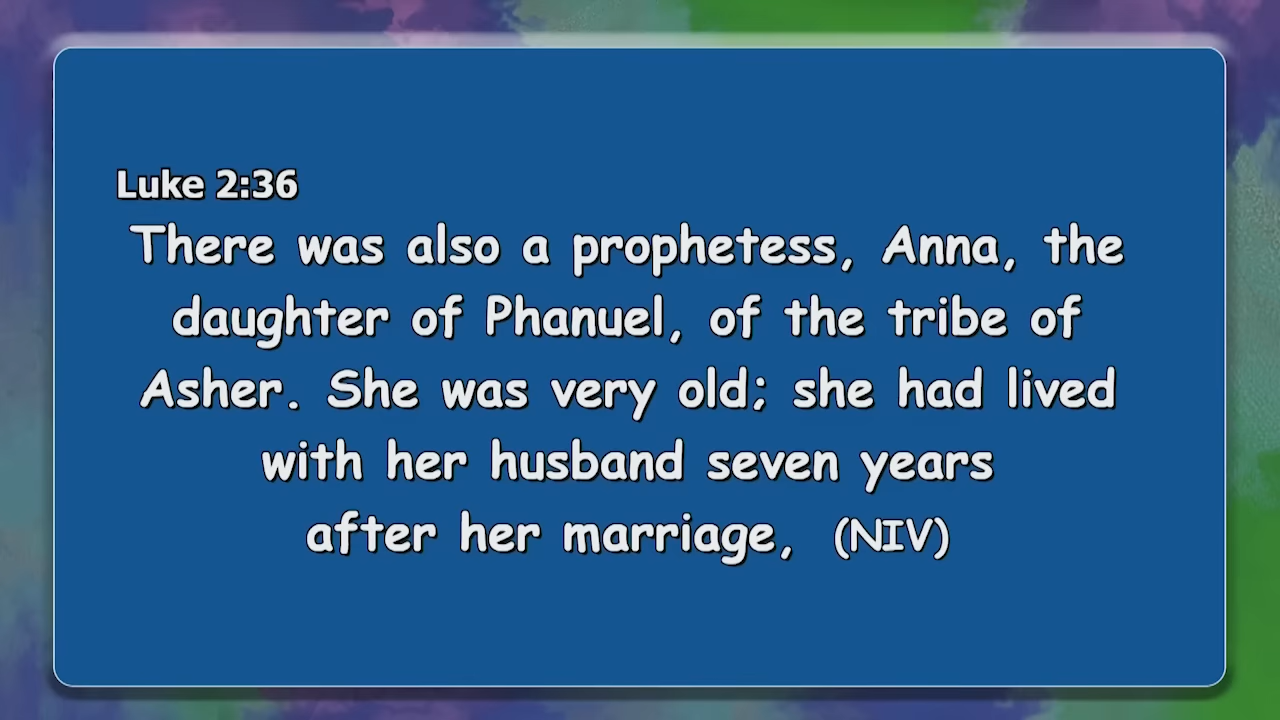 Luke 2:36
There was also a prophetess, Anna, the
daughter of Phanuel, of the tribe of
Asher. She was very old; she had lived
with her husband seven years
after her marriage, (NIV)